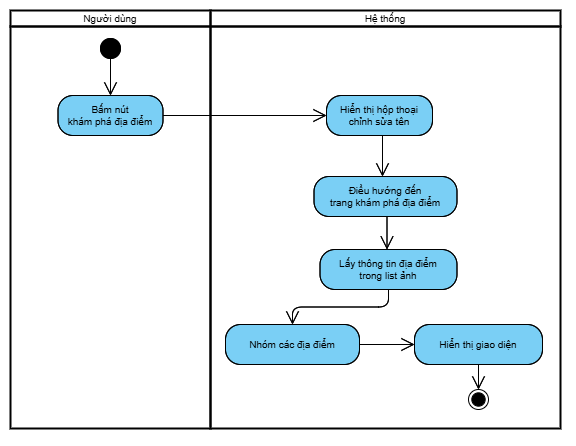 Người dùng
Hệ thống
Bấm nút
khám phá địa điểm
Hiển thị hộp thoại
chỉnh sửa tên
Điều hướng đến
trang khám phá địa điểm
Lấy thông tin địa điểm
trong list ảnh
Nhóm các địa điểm
Hiển thị giao diện